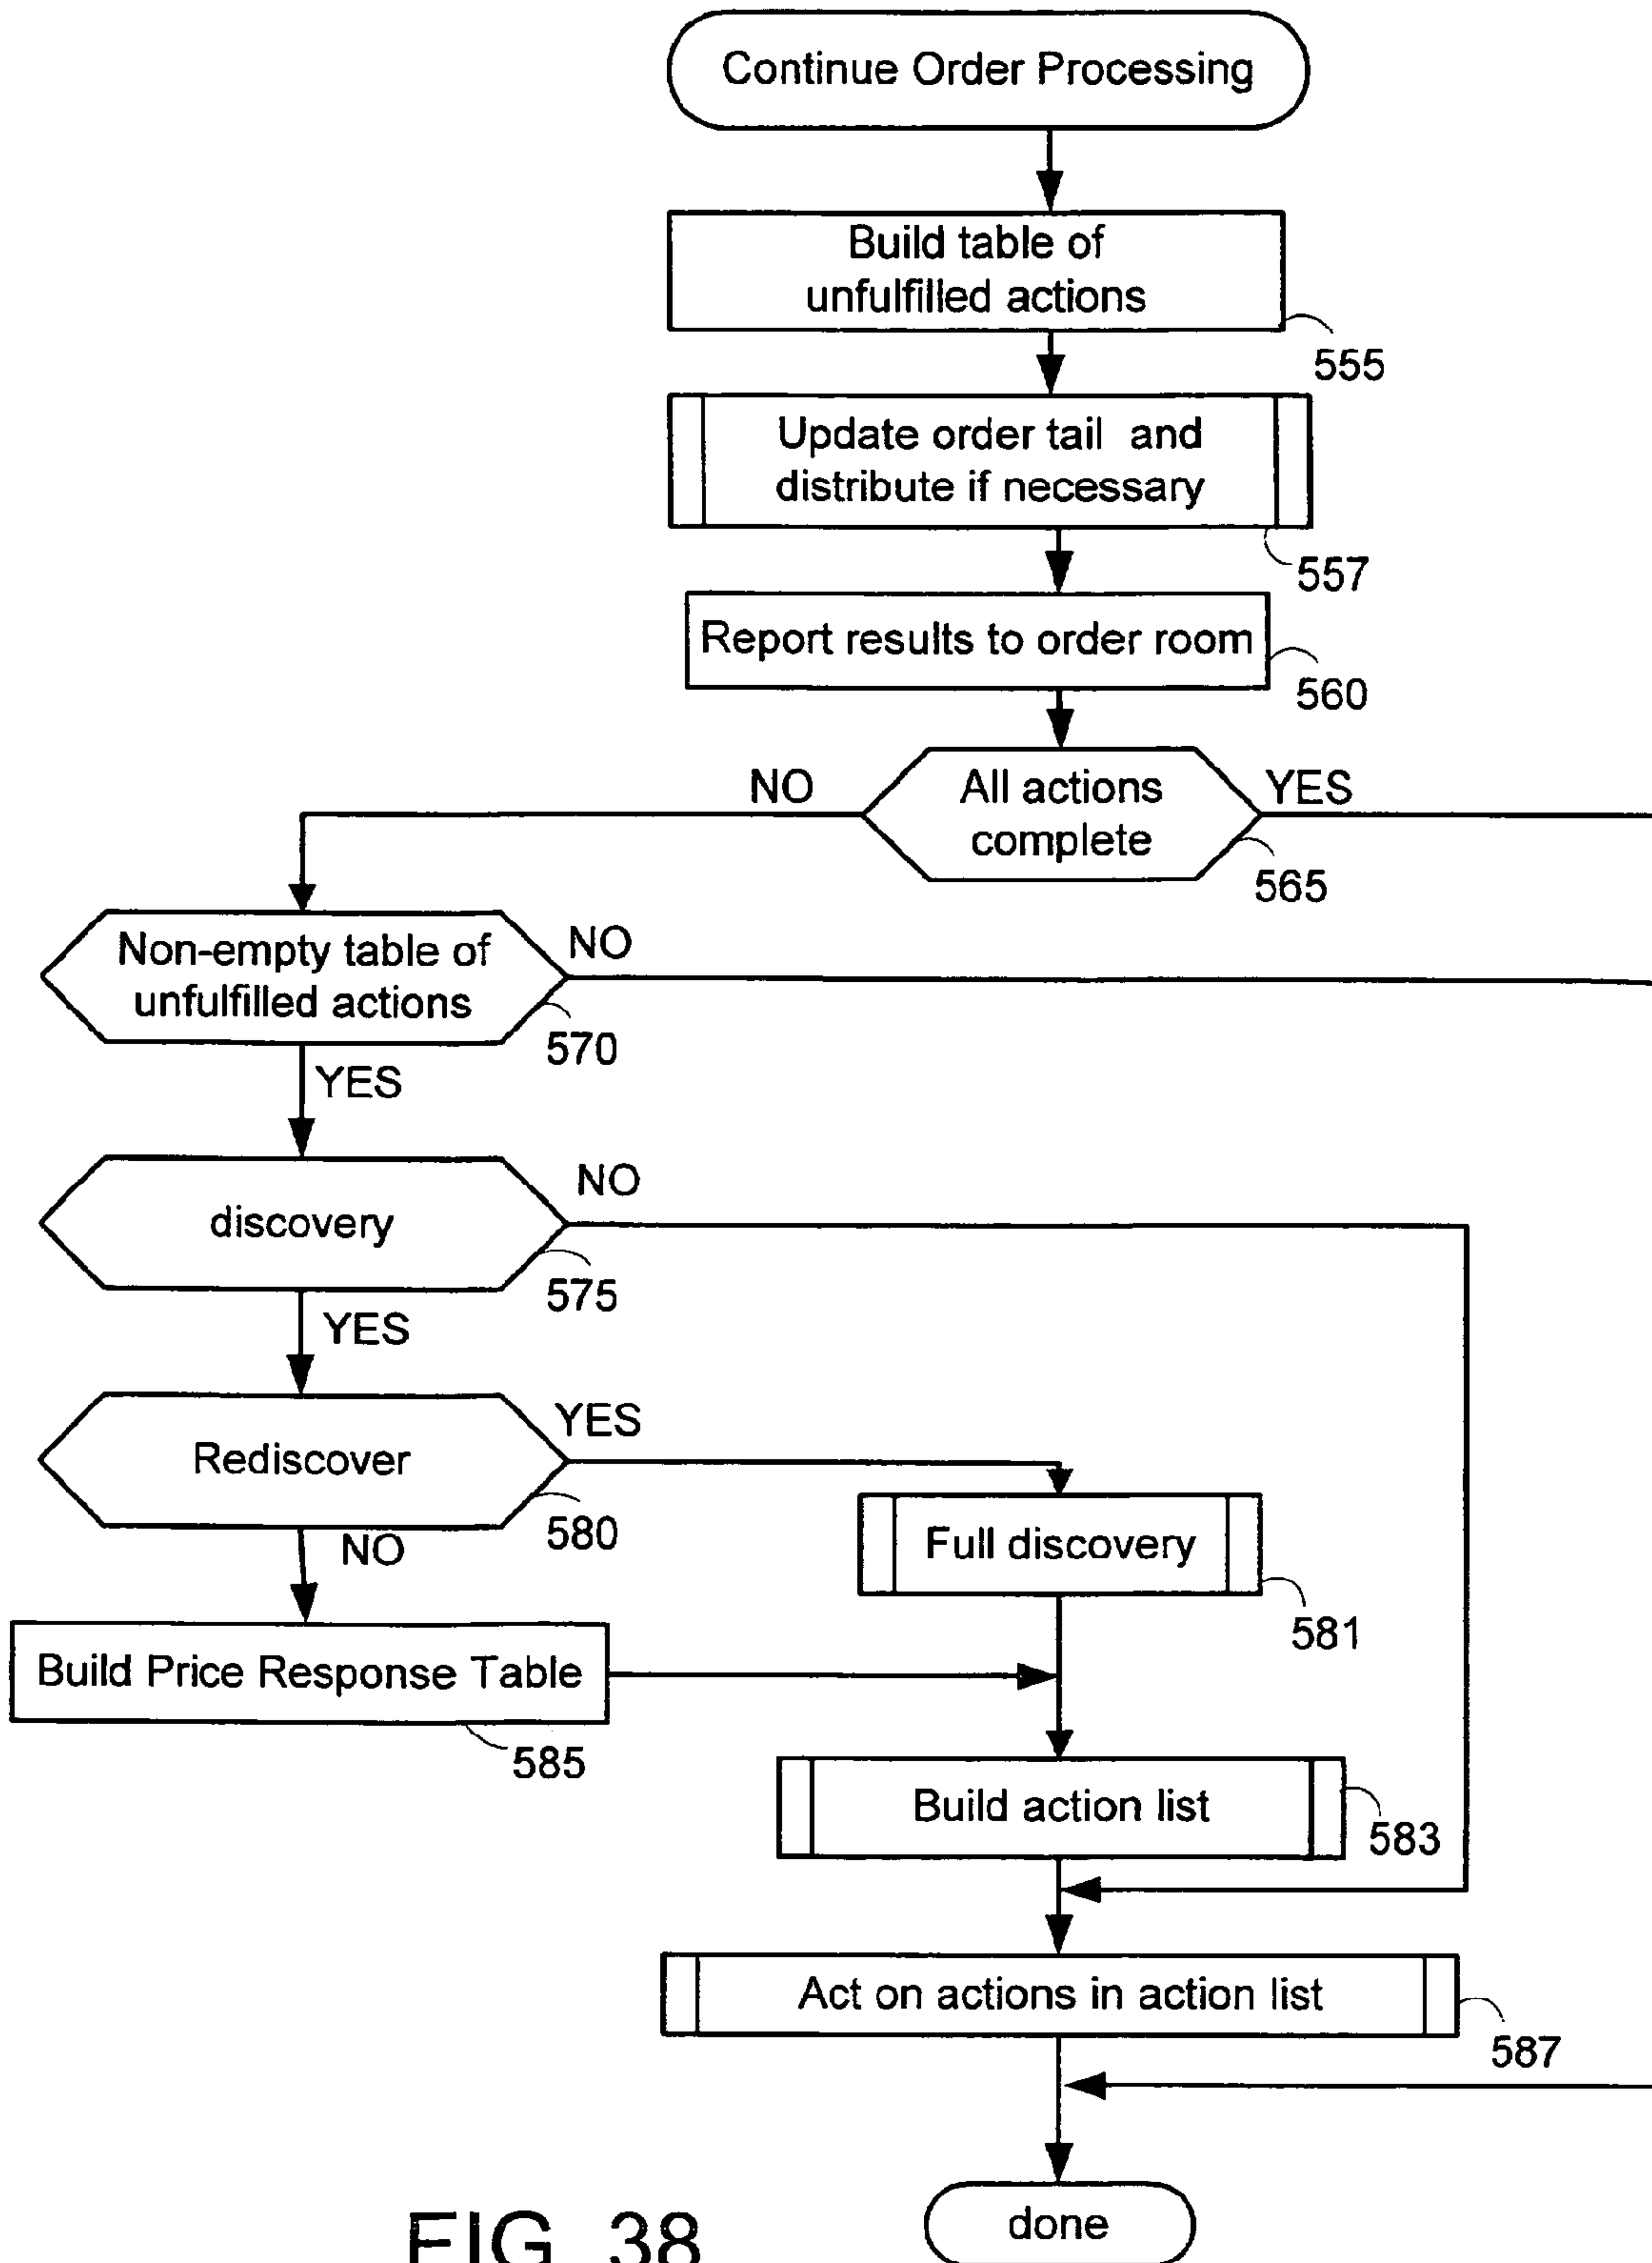 Continue Order Processing
Build table of
unfulfilled actions
555
Update order tail and
distribute if necessary
557
Report results to order room
560
NO
All actions
complete
YES
565
Non-empty table of
unfulfilled actions
NO
570
YES
discovery
NO
575
YES
Rediscover
YES
580
NO
Full discovery
581
Build Price Response Table
585
Build action list
583
Act on actions in action list
587
done
FIG. 38